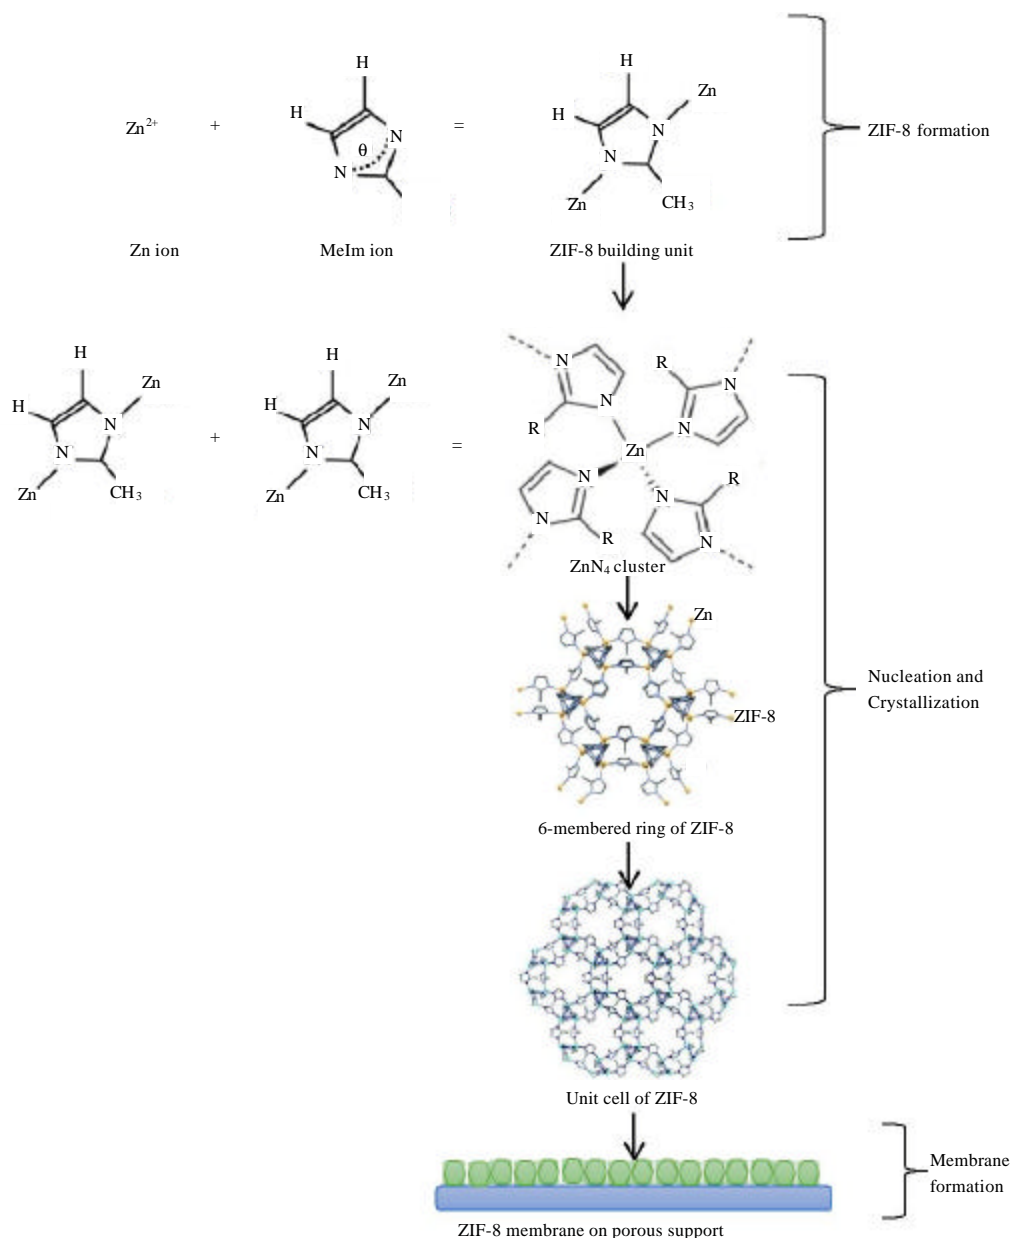 H
H
N
θ
N
Zn²⁺
+
=
H
H
Zn
N
N
Zn
CH₃
ZIF-8 formation
Zn ion
MeIm ion
ZIF-8 building unit
H
Zn
H
N
N
Zn
CH₃
+
H
Zn
H
N
N
Zn
CH₃
=
N
N
R
R
N
N
Zn
N
N
R
N
R
N
ZnN₄ cluster
Zn
ZIF-8
6-membered ring of ZIF-8
Nucleation and
Crystallization
Unit cell of ZIF-8
Membrane
formation
ZIF-8 membrane on porous support